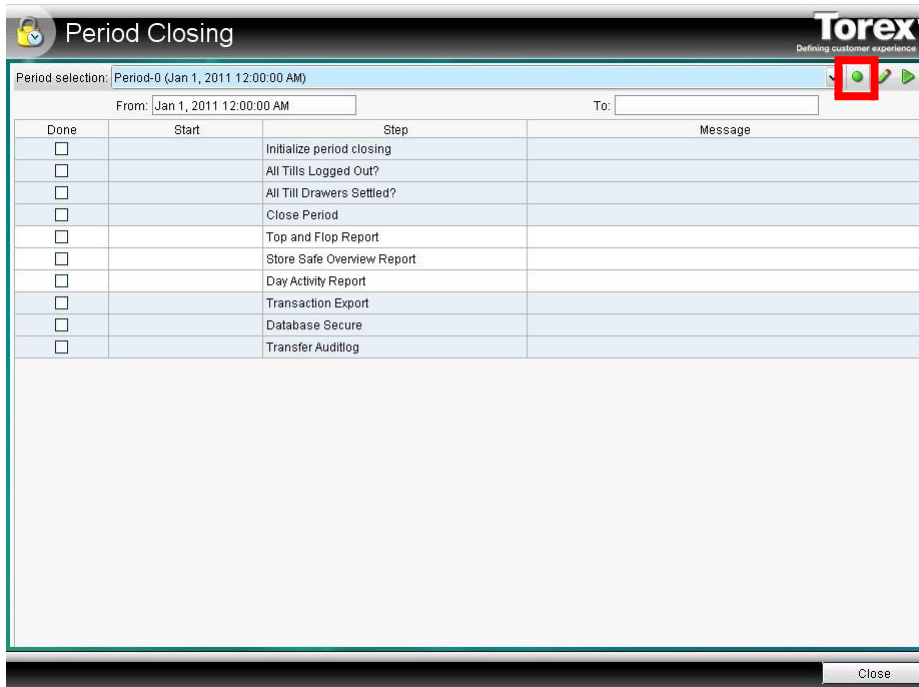 Period Closing
Torex
Defining customer experience
Period selection: Period-0 (Jan 1, 2011 12:00:00 AM)
From: Jan 1, 2011 12:00:00 AM To:
Done Start Step Message
Initialize period closing
All Tills Logged Out?
All Till Drawers Settled?
Close Period
Top and Flop Report
Store Safe Overview Report
Day Activity Report
Transaction Export
Database Secure
Transfer Auditlog
Close